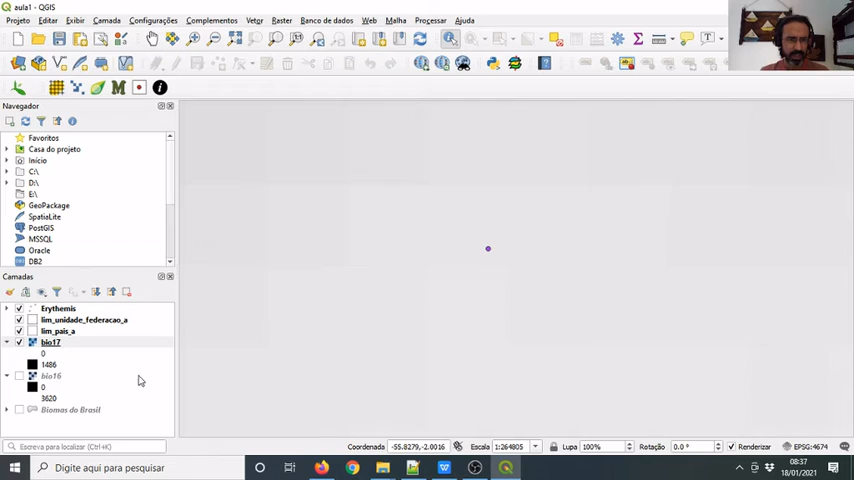 aula1 - QGIS
Projeto Editar Exibir Camada Configurações Complementos Vetor Raster Banco de dados Web Malha Processar Ajuda
Navegador
Favoritos
Casa do projeto
Início
C:\
D:\
E:\
GeoPackage
SpatiaLite
PostGIS
MSSQL
Oracle
DB2
Camadas
Erythemis
lim_unidade_federacao_a
lim_pais_a
bio17
0
1486
bio16
0
3620
Biomas do Brasil
Escreva para localizar (Ctrl+K)
Coordenada -55.8279,-2.0016 Escala 1:264805 Lupa 100% Rotação 0.0 ° Renderizar EPSG:4674
Digite aqui para pesquisar
08:37
18/01/2021